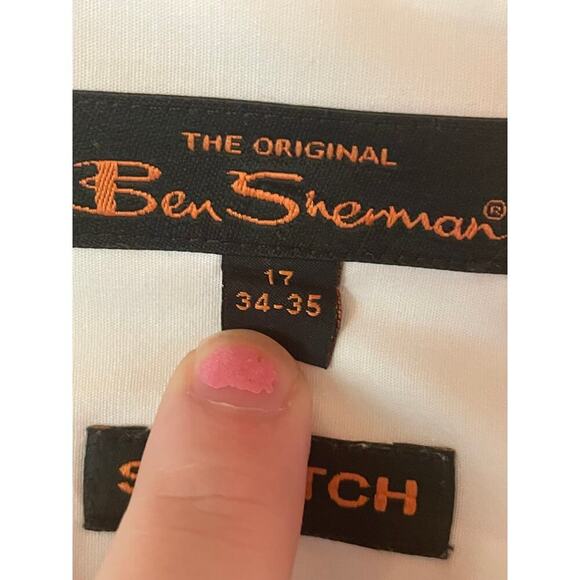 THE ORIGINAL
Ben Sherman®
17
34-35